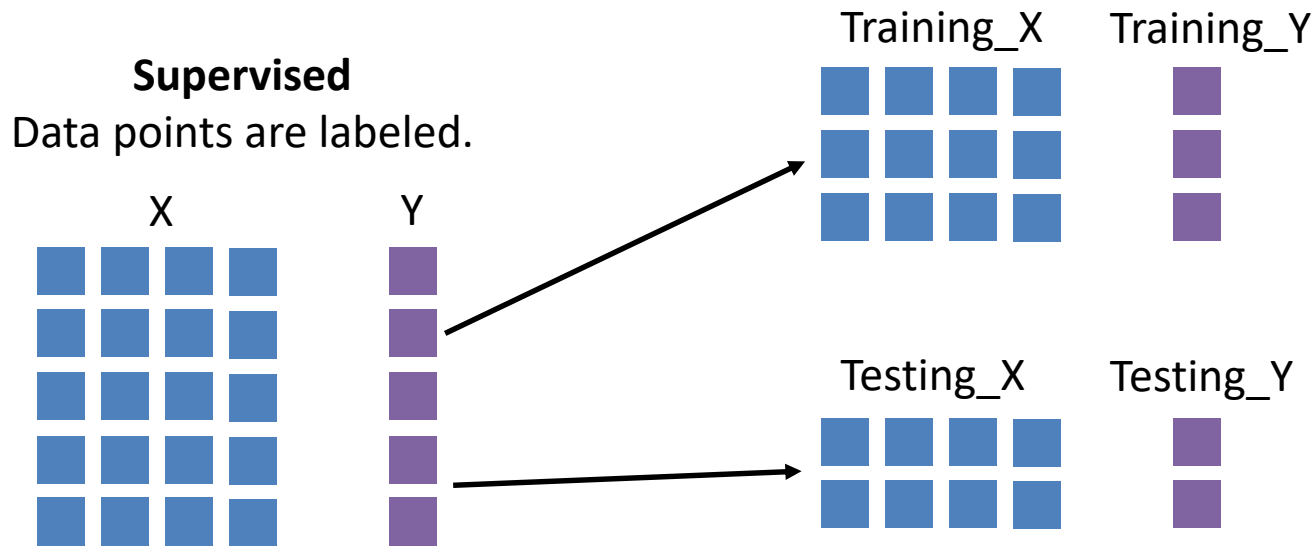 Supervised
Data points are labeled.
X
Y
Training_X
Training_Y
Testing_X
Testing_Y